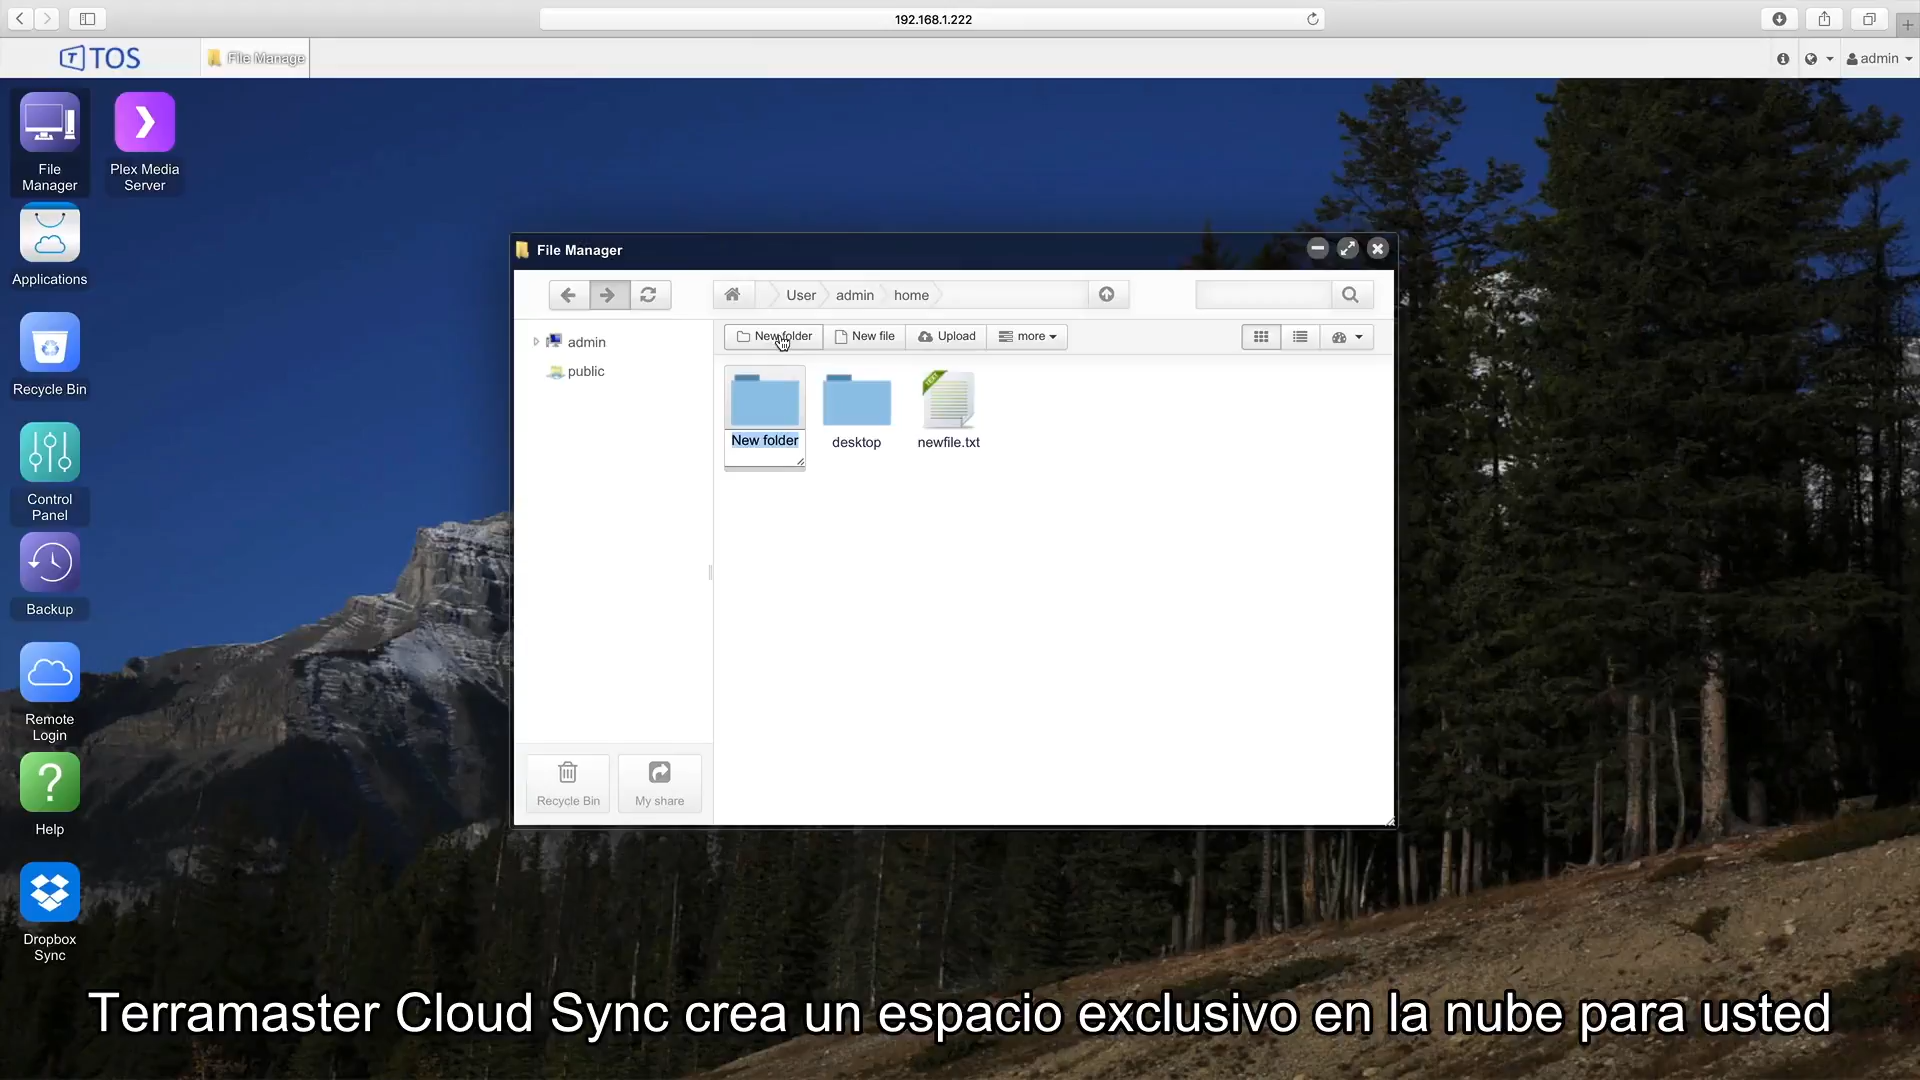 192.168.1.222
TOS
File Manage
admin
File
Manager
Plex Media
Server
Applications
Recycle Bin
Control
Panel
Backup
Remote
Login
Help
Dropbox
Sync
File Manager
User
admin
home
admin
public
New folder
New file
Upload
more
New folder
desktop
TEXT
newfile.txt
Recycle Bin
My share
Terramaster Cloud Sync crea un espacio exclusivo en la nube para usted